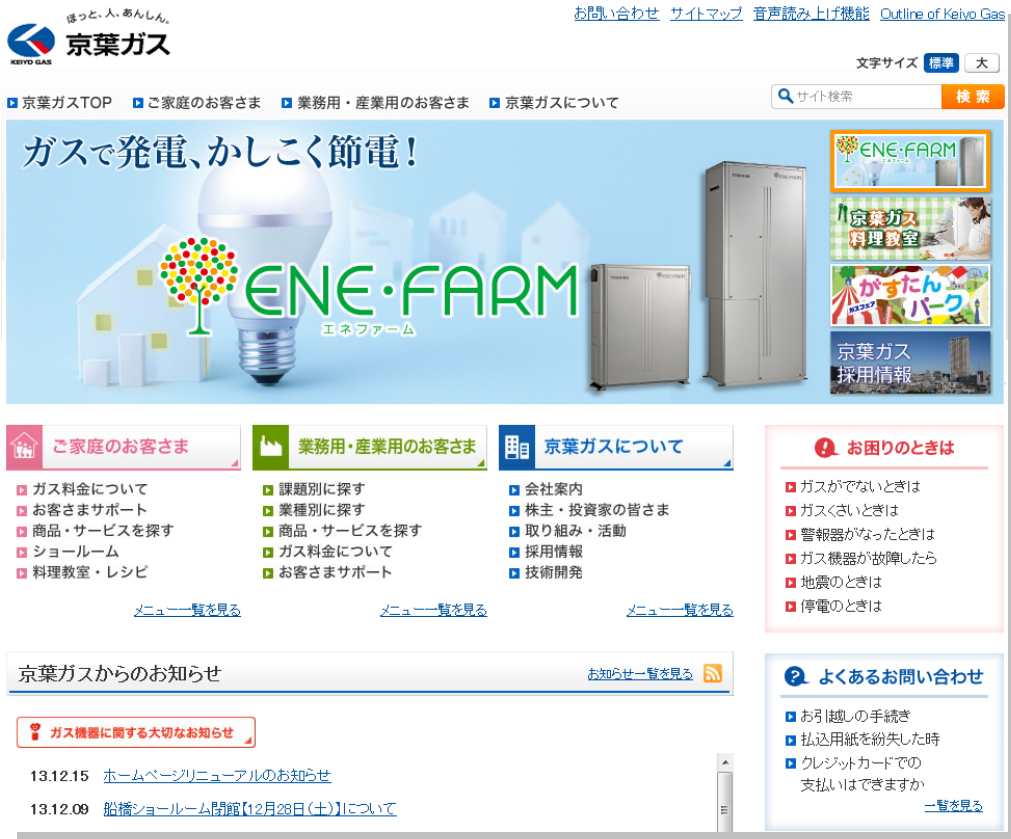 お問い合わせ サイトマップ 音声読み上げ機能 Outline of Keiyo Gas
ほっと、人、あんしん。
京葉ガス
KEIYO GAS
文字サイズ 標準 大
京葉ガスTOP ご家庭のお客さま 業務用・産業用のお客さま 京葉ガスについて
サイト検索 検索
ガスで発電、かしこく節電！
ENE・FARM
エネファーム
TOSHIBA ENE・FARM
TOSHIBA ENE・FARM
ENE・FARM
エネファーム
京葉ガス
料理教室
がすたん
ガスフェア
パーク
京葉ガス
採用情報
ご家庭のお客さま
ガス料金について
お客さまサポート
商品・サービスを探す
ショールーム
料理教室・レシピ
メニュー一覧を見る
業務用・産業用のお客さま
課題別に探す
業種別に探す
商品・サービスを探す
ガス料金について
お客さまサポート
メニュー一覧を見る
京葉ガスについて
会社案内
株主・投資家の皆さま
取り組み・活動
採用情報
技術開発
メニュー一覧を見る
お困りのときは
ガスがでないときは
ガスくさいときは
警報器がなったときは
ガス機器が故障したら
地震のときは
停電のときは
京葉ガスからのお知らせ
お知らせ一覧を見る
ガス機器に関する大切なお知らせ
13.12.15 ホームページリニューアルのお知らせ
13.12.09 船橋ショールーム閉館【12月28日（土）】について
よくあるお問い合わせ
お引越しの手続き
払込用紙を紛失した時
クレジットカードでの
支払いはできますか
一覧を見る